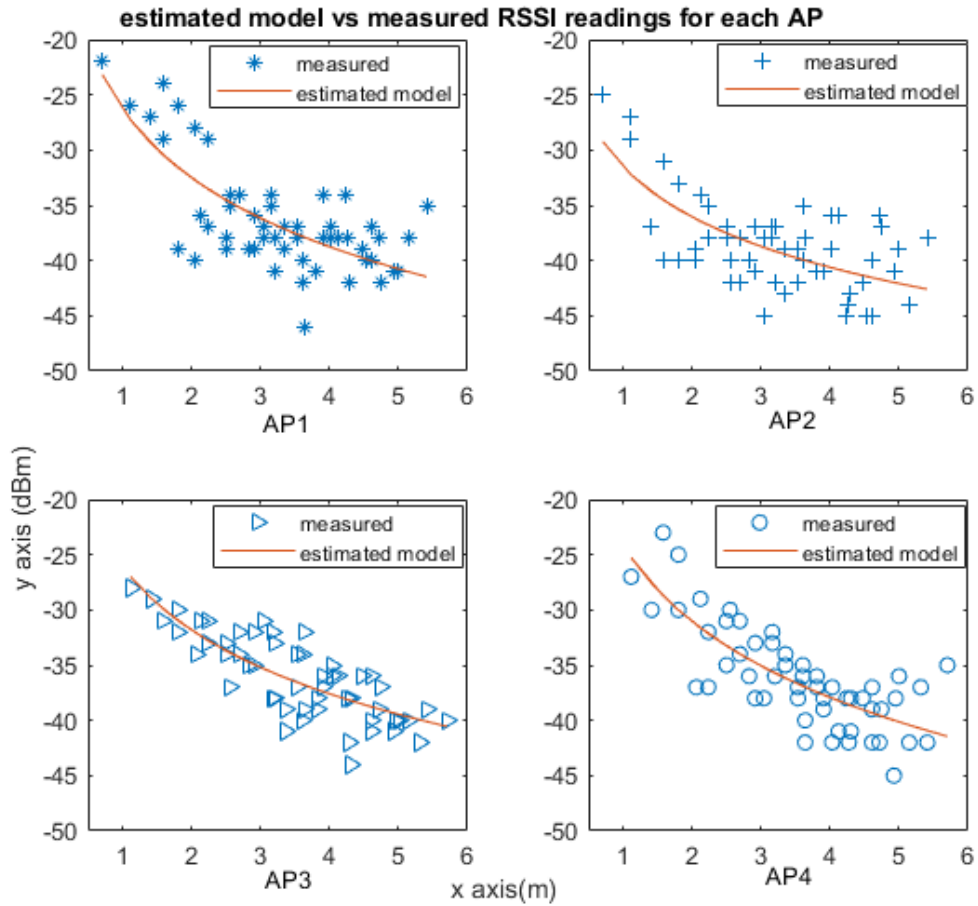 estimated model vs measured RSSI readings for each AP
-20
-25
-30
-35
-40
-45
-50
measured
estimated model
1 2 3 4 5 6
AP1
-20
-25
-30
-35
-40
-45
-50
measured
estimated model
1 2 3 4 5 6
AP2
y axis (dBm)
-20
-25
-30
-35
-40
-45
-50
measured
estimated model
1 2 3 4 5 6
AP3
-20
-25
-30
-35
-40
-45
-50
measured
estimated model
1 2 3 4 5 6
AP4
x axis(m)